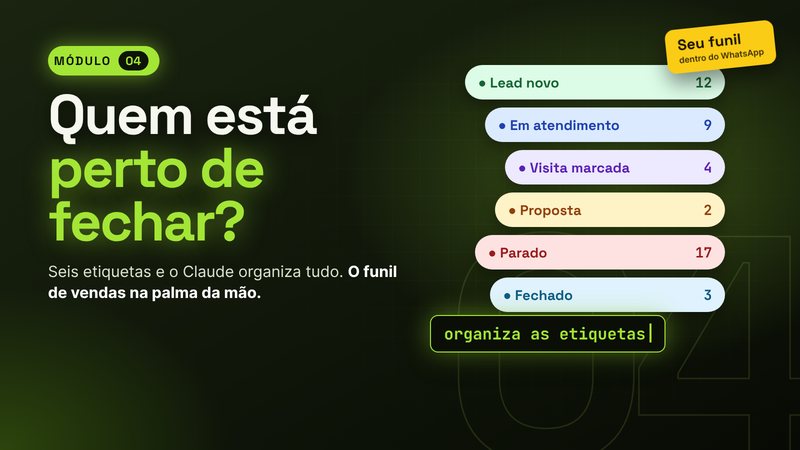 MÓDULO 04
Quem está
perto de
fechar?
Seis etiquetas e o Claude organiza tudo. O funil
de vendas na palma da mão.
Seu funil
dentro do WhatsApp
● Lead novo 12
● Em atendimento 9
● Visita marcada 4
● Proposta 2
● Parado 17
● Fechado 3
organiza as etiquetas|
04